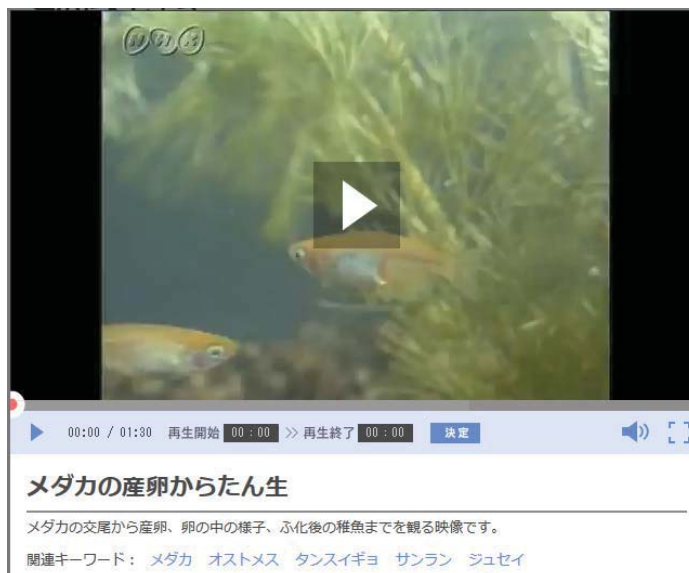 NHK
00:00 / 01:30 再生開始 00:00 >> 再生終了 00:00 決定
メダカの産卵からたん生
メダカの交尾から産卵、卵の中の様子、ふ化後の稚魚までを観る映像です。
関連キーワード： メダカ オストメス タンスイギョ サンラン ジュセイ